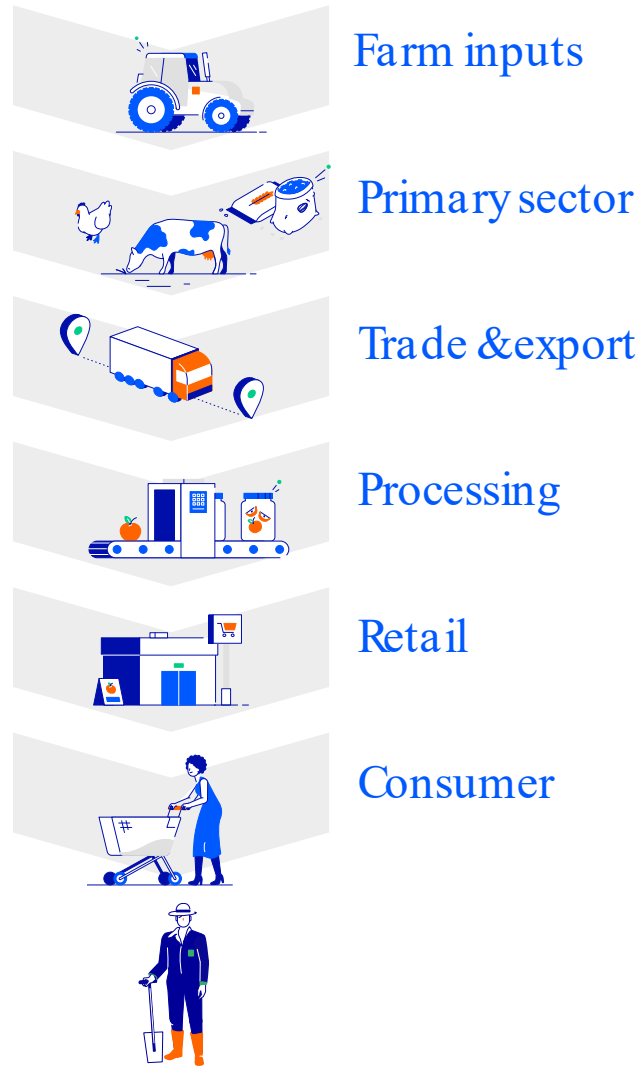 Farm inputs
Primary sector
Trade &export
Processing
Retail
Consumer